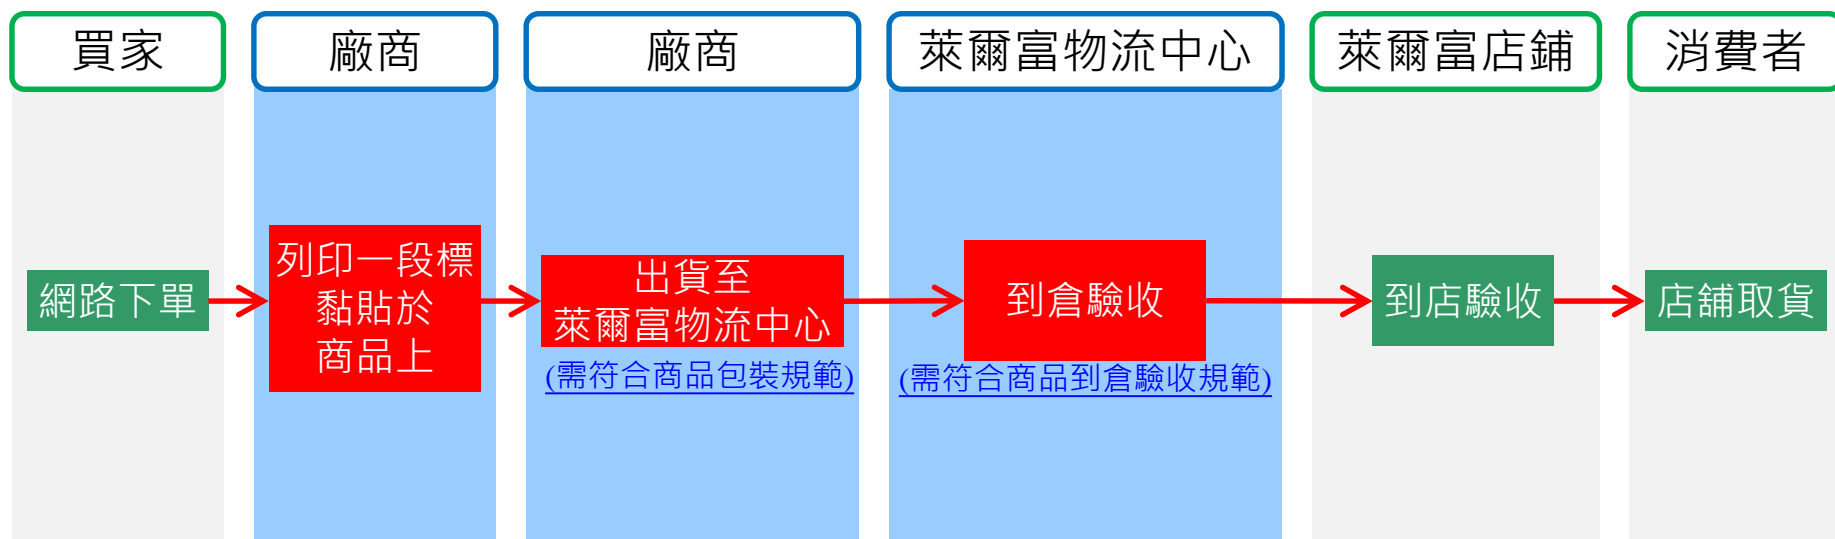 買家
廠商
廠商
萊爾富物流中心
萊爾富店鋪
消費者
網路下單
列印一段標
黏貼於
商品上
出貨至
萊爾富物流中心
(需符合商品包裝規範)
到倉驗收
(需符合商品到倉驗收規範)
到店驗收
店舖取貨